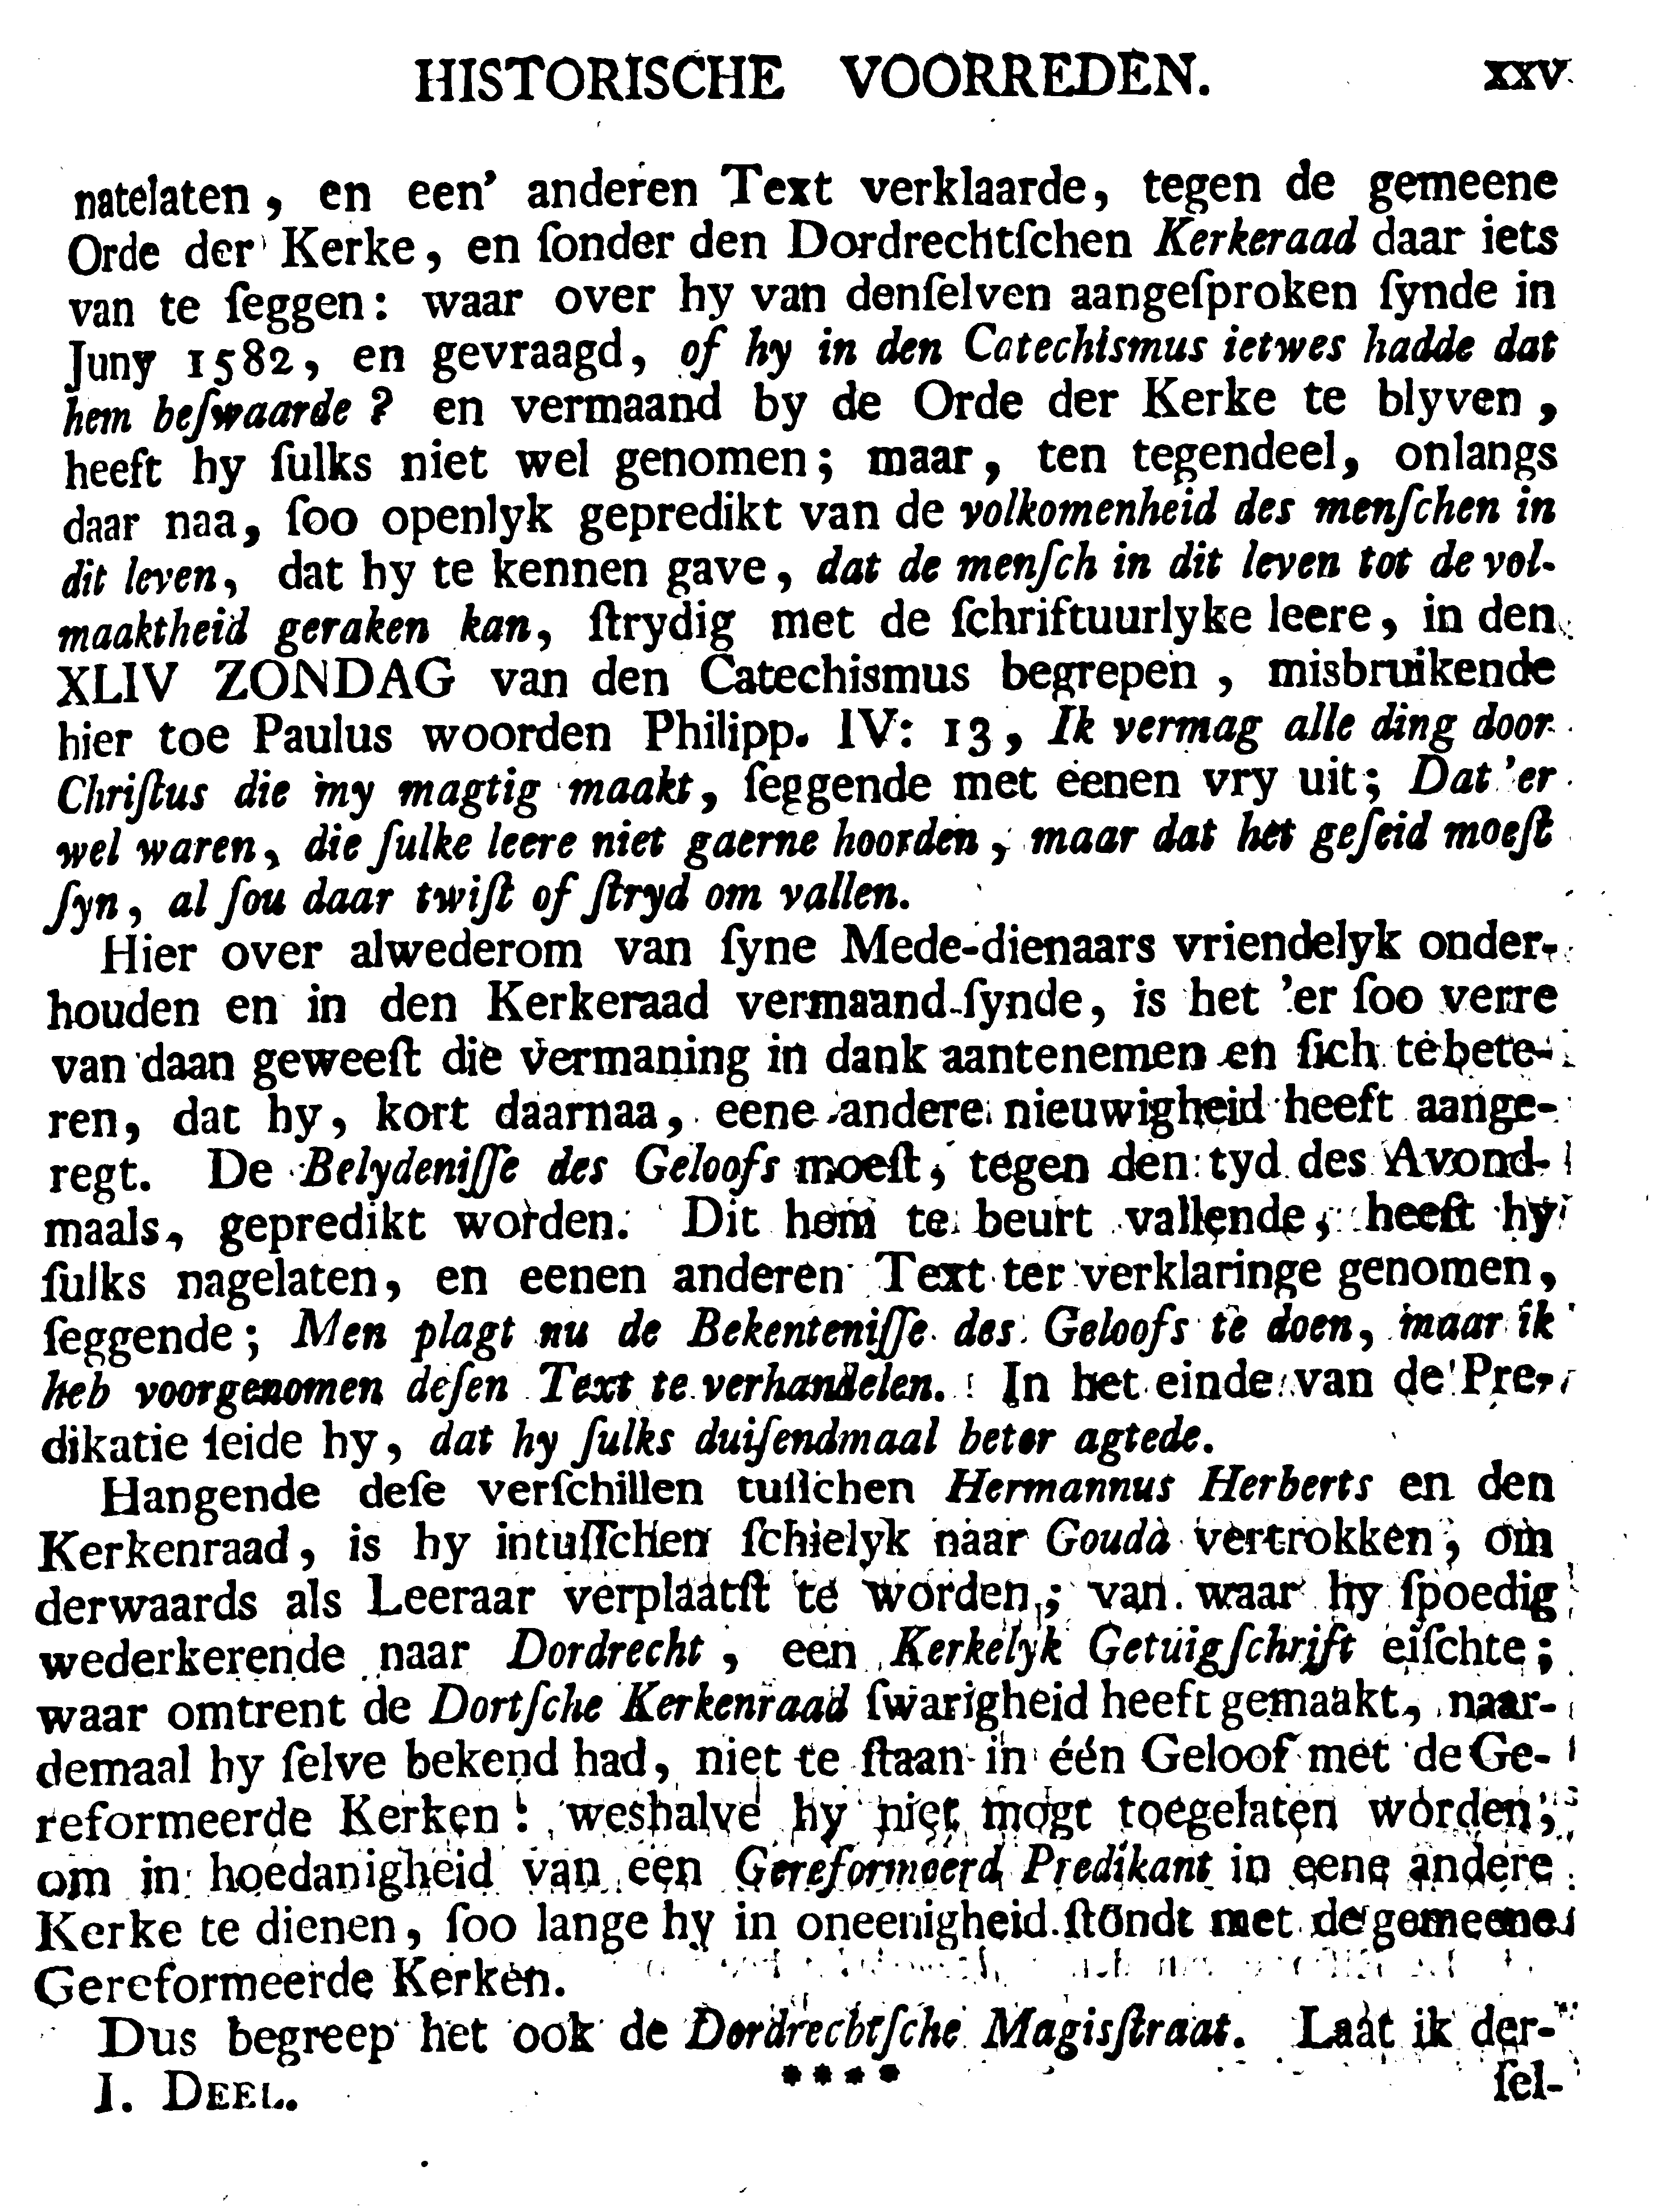 HISTORISCHE VOORREDEN. XXV
natelaten, en een’ anderen Text verklaarde, tegen de gemeene
Orde der Kerke, en ſonder den Dordrechtſchen Kerkeraad daar iets
van te ſeggen: waar over hy van denſelven aangeſproken ſynde in
Juny 1582, en gevraagd, of hy in den Catechismus ietwes hadde dat
hem beſwaarde? en vermaand by de Orde der Kerke te blyven,
heeft hy ſulks niet wel genomen; maar, ten tegendeel, onlangs
daar naa, ſoo openlyk gepredikt van de volkomenheid des menſchen in
dit leven, dat hy te kennen gave, dat de menſch in dit leven tot de vol-
maaktheid geraken kan, ſtrydig met de ſchriftuurlyke leere, in den
XLIV ZONDAG van den Catechismus begrepen, misbruikende
hier toe Paulus woorden Philipp. IV: 13, Ik vermag alle ding door
Chriſtus die my magtig maakt, ſeggende met eenen vry uit; Dat ’er
wel waren, die ſulke leere niet gaerne hoorden, maar dat het geſeid moeſt
ſyn, al ſou daar twiſt of ſtryd om vallen.
Hier over alwederom van ſyne Mede-dienaars vriendelyk onder-
houden en in den Kerkeraad vermaand ſynde, is het ’er ſoo verre
van daan geweeſt die vermaning in dank aantenemen en ſich te bete-
ren, dat hy, kort daarnaa, eene andere nieuwigheid heeft aange-
regt. De Belydeniſſe des Geloofs moeſt, tegen den tyd des Avond-
maals, gepredikt worden. Dit hem te beurt vallende, heeft hy
ſulks nagelaten, en eenen anderen Text ter verklaringe genomen,
ſeggende; Men plagt nu de Bekenteniſſe des Geloofs te doen, maar ik
heb voorgenomen deſen Text te verhandelen. In het einde van de Pre-
dikatie ſeide hy, dat hy ſulks duiſendmaal beter agtede.
Hangende deſe verſchillen tuſſchen Hermannus Herberts en den
Kerkenraad, is hy intuſſchen ſchielyk naar Gouda vertrokken, om
derwaards als Leeraar verplaatſt te worden; van waar hy ſpoedig
wederkerende naar Dordrecht, een Kerkelyk Getuigſchrift eiſchte;
waar omtrent de Dortſche Kerkenraad ſwarigheid heeft gemaakt, naar-
demaal hy ſelve bekend had, niet te ſtaan in één Geloof met de Ge-
reformeerde Kerken: weshalve hy niet mogt toegelaten worden,
om in hoedanigheid van een Gereformeerd Predikant in eene andere
Kerke te dienen, ſoo lange hy in oneenigheid ſtondt met de gemeene
Gereformeerde Kerken.
Dus begreep het ook de Dordrechtſche Magisſtraat. Laat ik der-
I. DEEL. **** ſel-